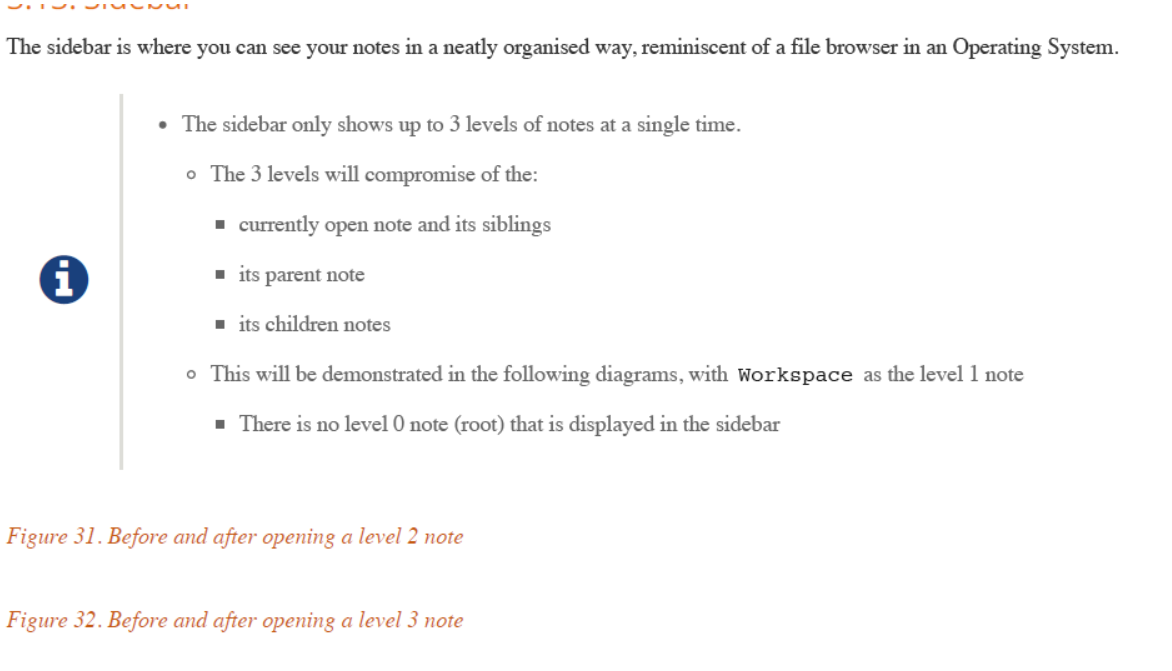 The sidebar is where you can see your notes in a neatly organised way, reminiscent of a file browser in an Operating System.
The sidebar only shows up to 3 levels of notes at a single time.
The 3 levels will compromise of the:
currently open note and its siblings
its parent note
its children notes
This will be demonstrated in the following diagrams, with Workspace as the level 1 note
There is no level 0 note (root) that is displayed in the sidebar
Figure 31. Before and after opening a level 2 note
Figure 32. Before and after opening a level 3 note